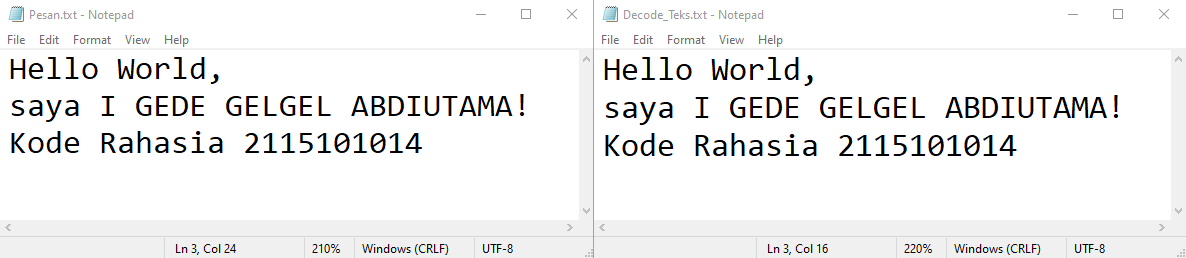 Pesan.txt - Notepad
File Edit Format View Help
Hello World,
saya I GEDE GELGEL ABDIUTAMA!
Kode Rahasia 2115101014
Ln 3, Col 24 210% Windows (CRLF) UTF-8
Decode_Teks.txt - Notepad
File Edit Format View Help
Hello World,
saya I GEDE GELGEL ABDIUTAMA!
Kode Rahasia 2115101014
Ln 3, Col 16 220% Windows (CRLF) UTF-8